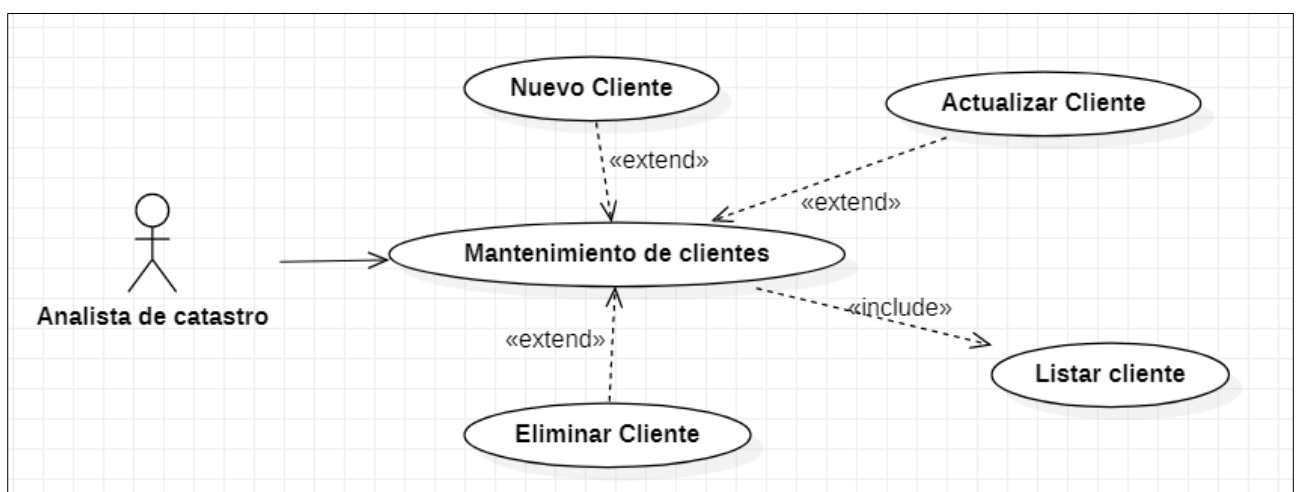 Nuevo Cliente
Actualizar Cliente
«extend»
«extend»
Mantenimiento de clientes
Analista de catastro
«include»
«extend»
Listar cliente
Eliminar Cliente